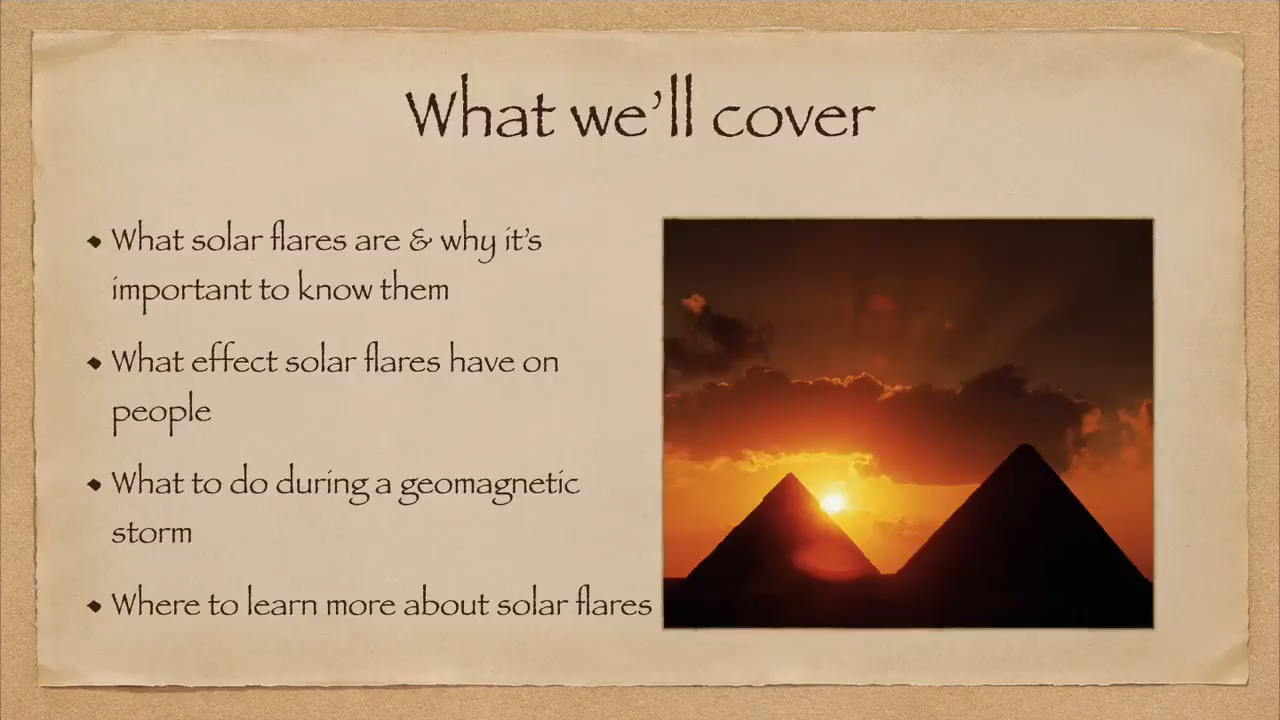 What we'll cover
• What solar flares are & why it's
important to know them
• What effect solar flares have on
people
• What to do during a geomagnetic
storm
• Where to learn more about solar flares